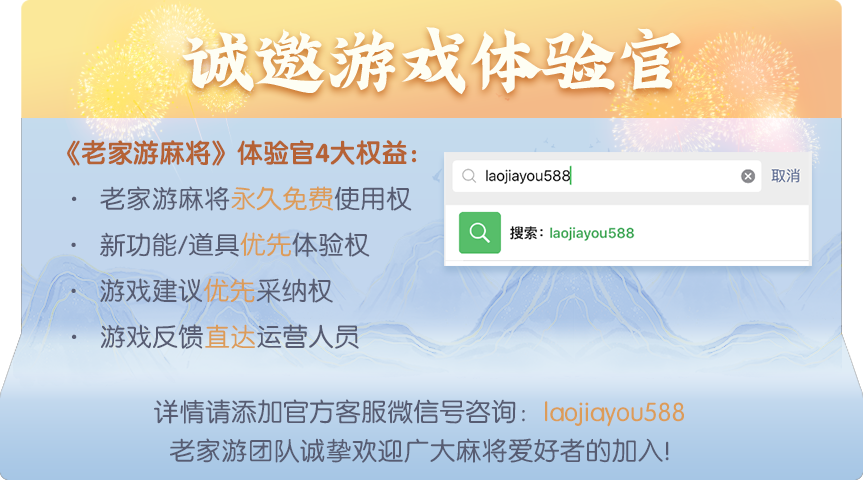 诚邀游戏体验官
《老家游麻将》体验官4大权益：
· 老家游麻将永久免费使用权
· 新功能/道具优先体验权
· 游戏建议优先采纳权
· 游戏反馈直达运营人员
laojiayou588 取消
搜索：laojiayou588
详情请添加官方客服微信号咨询：laojiayou588
老家游团队诚挚欢迎广大麻将爱好者的加入!